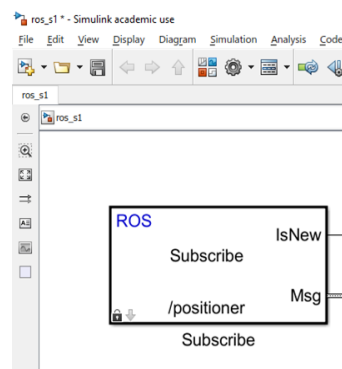 ros_s1 * - Simulink academic use
File Edit View Display Diagram Simulation Analysis Code
ros_s1
ros_s1
ROS
IsNew
Subscribe
Msg
/positioner
Subscribe